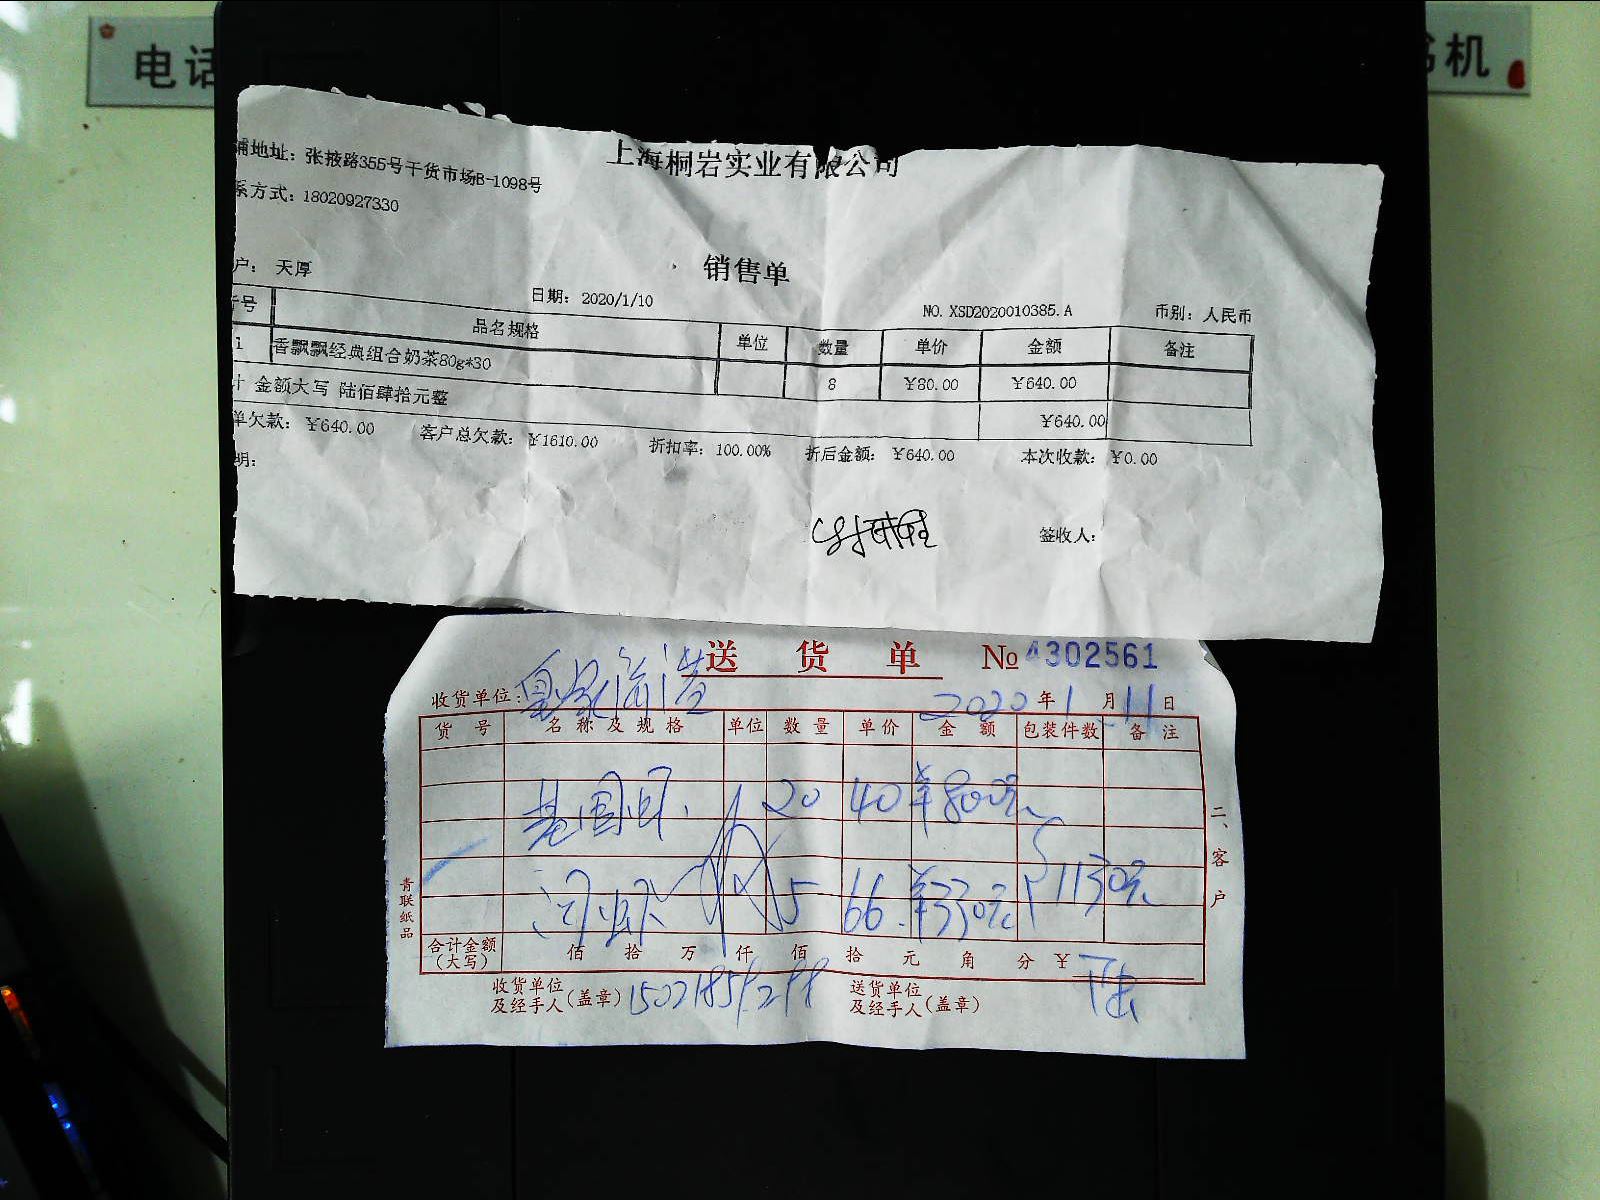 电话
书机
铺地址：张掖路355号干货市场B-1098号
上海桐岩实业有限公司
系方式：18020927330
销售单
户： 天厚
日期：2020/1/10
NO. XSD2020010385.A
币别：人民币
行号 品名规格 单位 数量 单价 金额 备注
1 香飘飘经典组合奶茶80g*30 8 ¥80.00 ¥640.00
计 金额大写 陆佰肆拾元整 ¥640.00
单欠款：¥640.00 客户总欠款：¥1610.00 折扣率：100.00% 折后金额：¥640.00 本次收款：¥0.00
明：
签收人：
送货单 № 4302561
收货单位： 2020年1月11日
货号 名称及规格 单位 数量 单价 金额 包装件数 备注
基围虾 20 40 ¥800元
河虾 5 66 ¥330元 1130元
合计金额（大写） 佰 拾 万 仟 佰 拾 元 角 分 ¥
收货单位及经手人（盖章） 送货单位及经手人（盖章）
二、客户
青联纸品